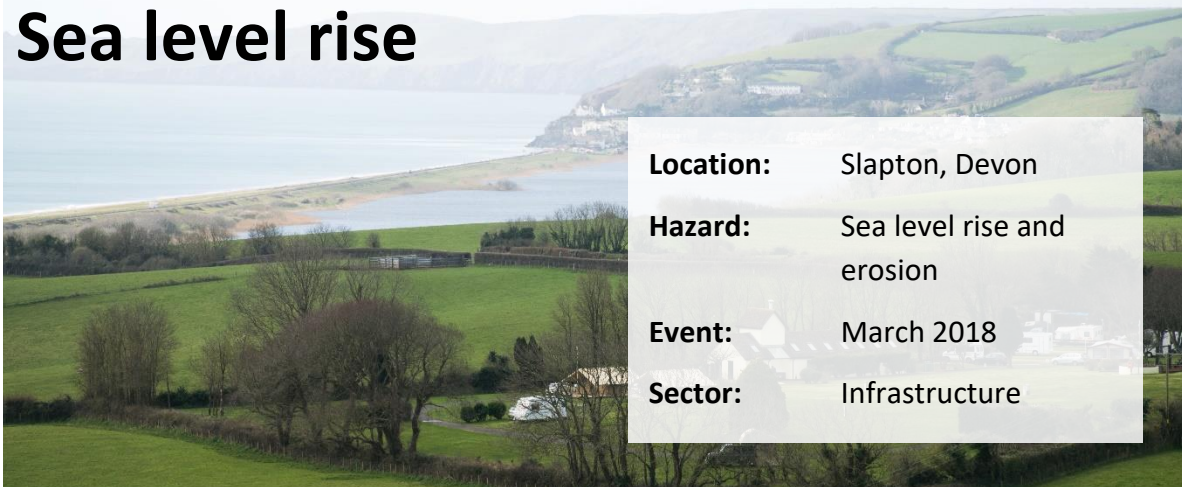 Sea level rise
Location: Slapton, Devon
Hazard: Sea level rise and
erosion
Event: March 2018
Sector: Infrastructure